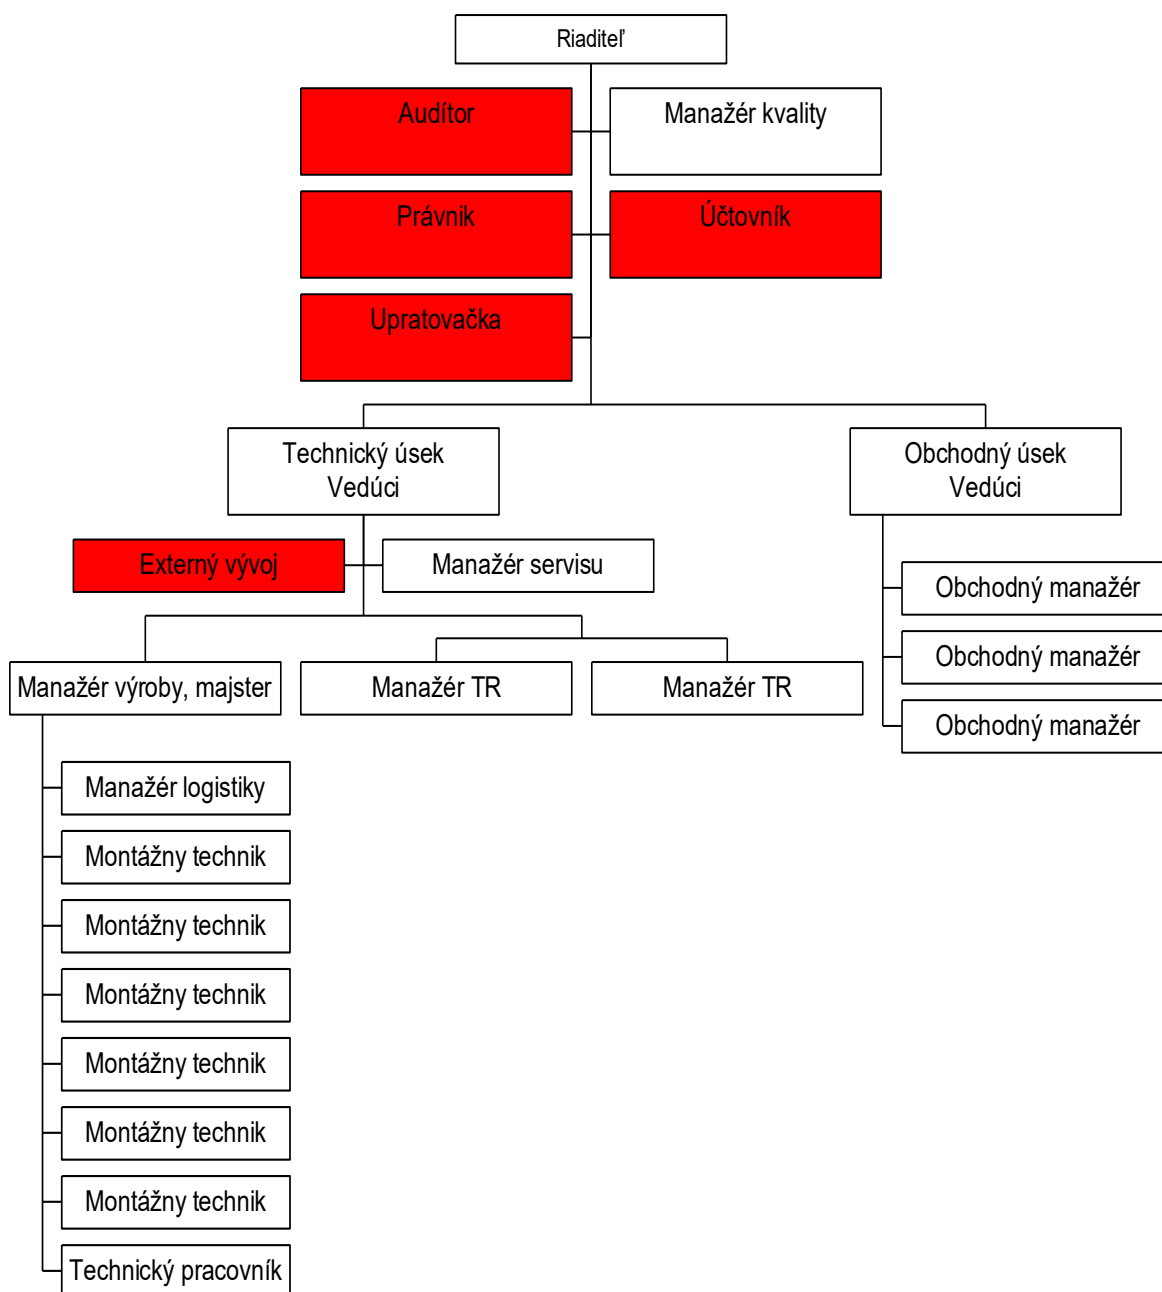 Riaditeľ
Audítor
Manažér kvality
Právnik
Účtovník
Upratovačka
Technický úsek
Vedúci
Obchodný úsek
Vedúci
Externý vývoj
Manažér servisu
Obchodný manažér
Obchodný manažér
Obchodný manažér
Manažér výroby, majster
Manažér TR
Manažér TR
Manažér logistiky
Montážny technik
Montážny technik
Montážny technik
Montážny technik
Montážny technik
Montážny technik
Technický pracovník